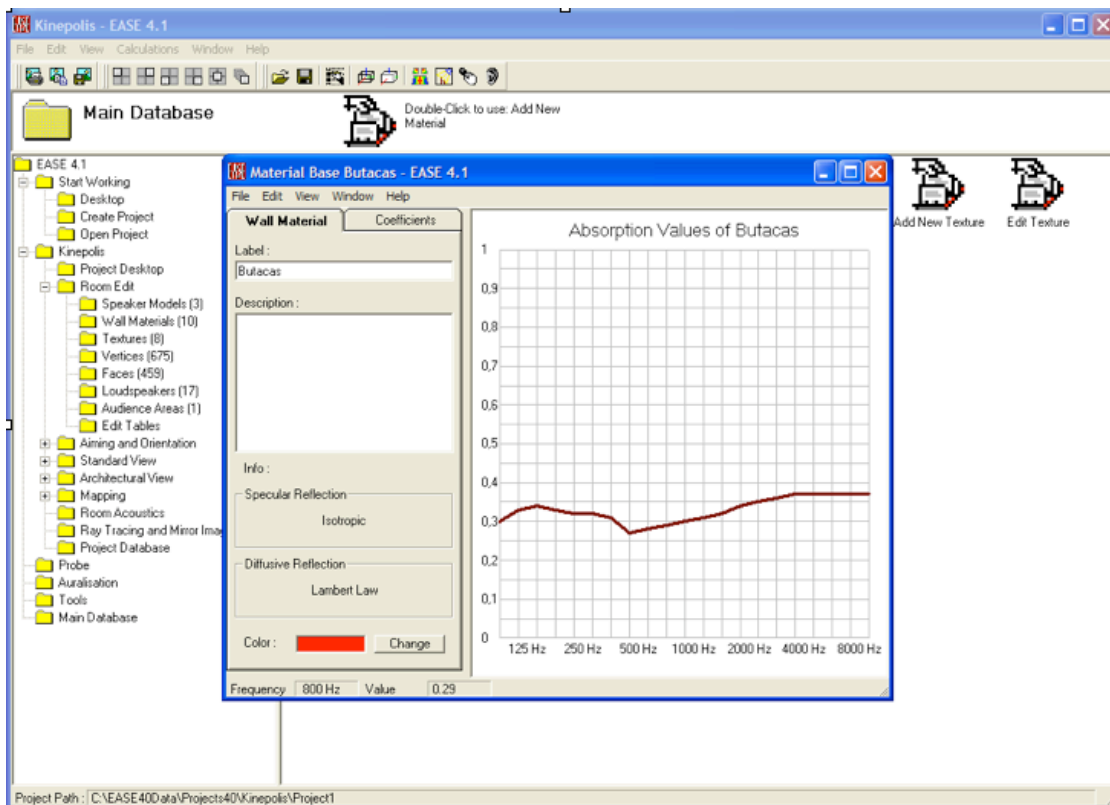 Kinepolis - EASE 4.1
File Edit View Calculations Window Help
Main Database
Double-Click to use: Add New
Material
EASE 4.1
Start Working
Desktop
Create Project
Open Project
Kinepolis
Project Desktop
Room Edit
Speaker Models (3)
Wall Materials (10)
Textures (8)
Vertices (675)
Faces (459)
Loudspeakers (17)
Audience Areas (1)
Edit Tables
Aiming and Orientation
Standard View
Architectural View
Mapping
Room Acoustics
Ray Tracing and Mirror Imag
Project Database
Probe
Auralisation
Tools
Main Database
Material Base Butacas - EASE 4.1
File Edit View Window Help
Wall Material Coefficients
Label :
Butacas
Description :
Info :
Specular Reflection
Isotropic
Diffusive Reflection
Lambert Law
Color : Change
Absorption Values of Butacas
1
0,9
0,8
0,7
0,6
0,5
0,4
0,3
0,2
0,1
0
125 Hz 250 Hz 500 Hz 1000 Hz 2000 Hz 4000 Hz 8000 Hz
Frequency 800 Hz Value 0.29
Add New Texture Edit Texture
Project Path : C:\EASE40Data\Projects40\Kinepolis\Project1